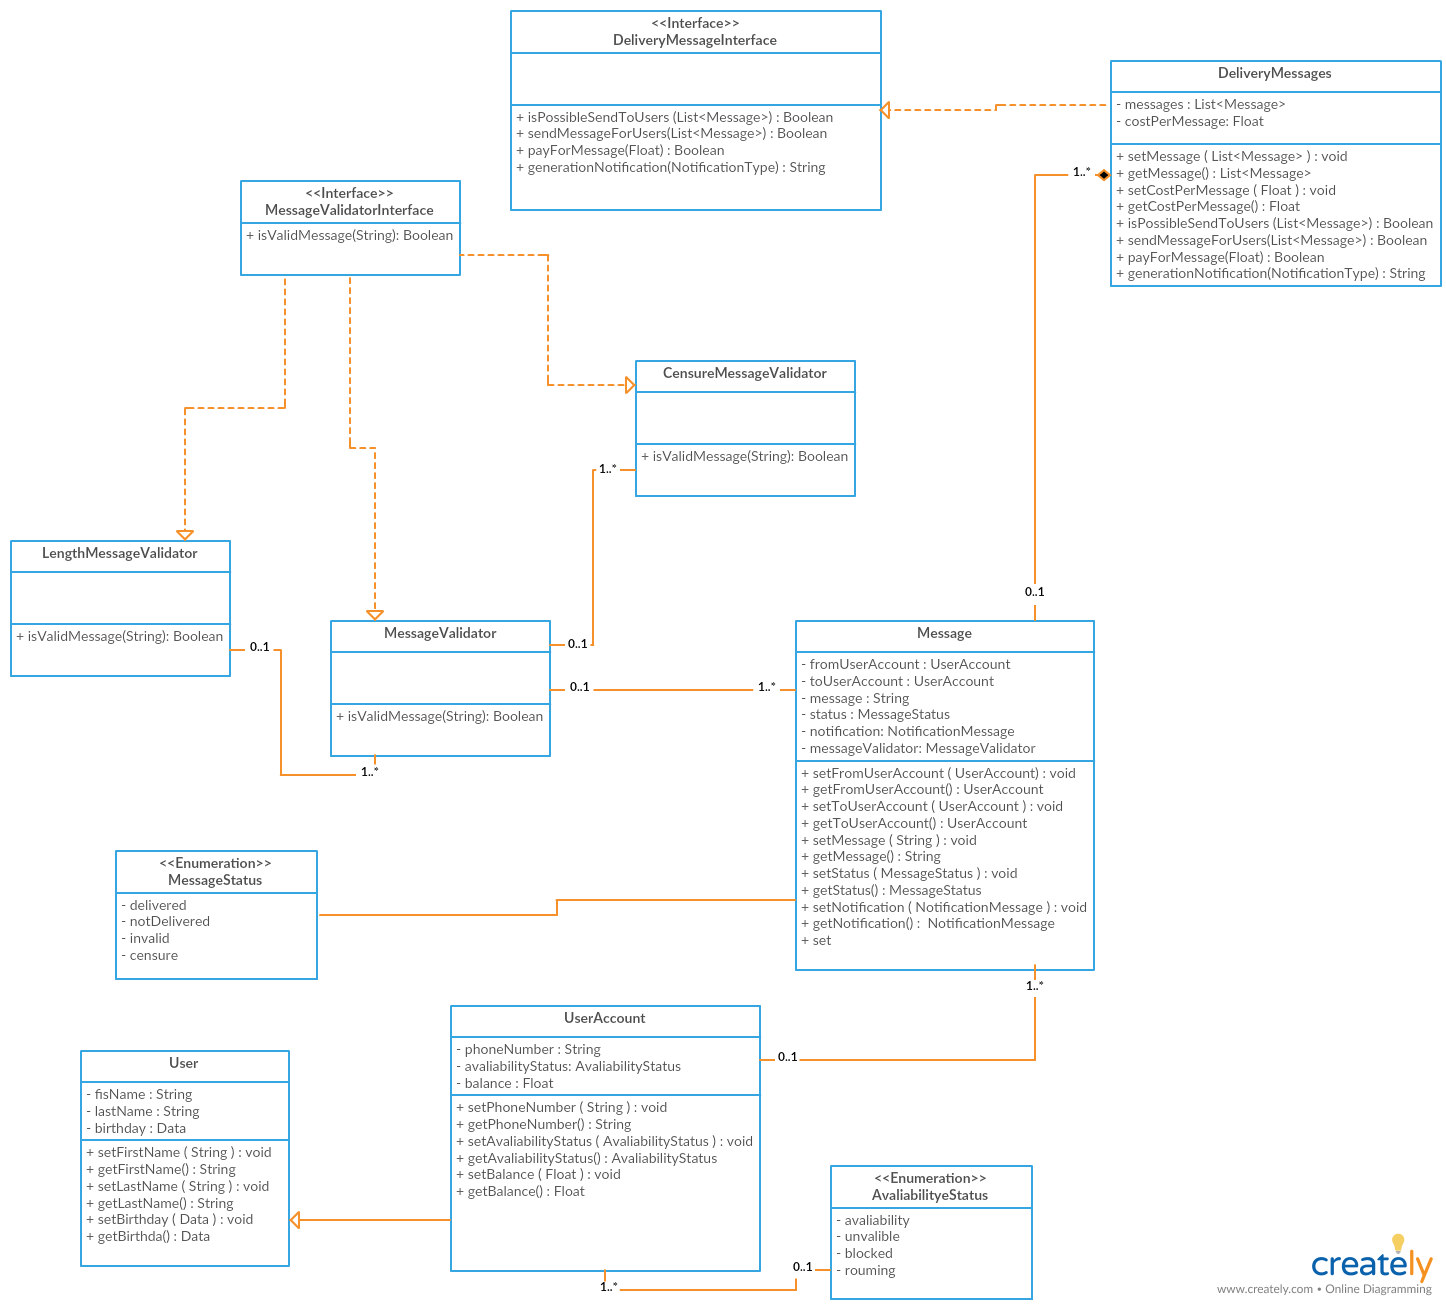 <<Interface>>
DeliveryMessageInterface
+ isPossibleSendToUsers (List<Message>) : Boolean
+ sendMessageForUsers(List<Message>) : Boolean
+ payForMessage(Float) : Boolean
+ generationNotification(NotificationType) : String
DeliveryMessages
- messages : List<Message>
- costPerMessage: Float
+ setMessage ( List<Message> ) : void
+ getMessage() : List<Message>
+ setCostPerMessage ( Float ) : void
+ getCostPerMessage() : Float
+ isPossibleSendToUsers (List<Message>) : Boolean
+ sendMessageForUsers(List<Message>) : Boolean
+ payForMessage(Float) : Boolean
+ generationNotification(NotificationType) : String
1..*
<<Interface>>
MessageValidatorInterface
+ isValidMessage(String): Boolean
CensureMessageValidator
+ isValidMessage(String): Boolean
1..*
0..1
LengthMessageValidator
+ isValidMessage(String): Boolean
0..1
MessageValidator
+ isValidMessage(String): Boolean
0..1
0..1
1..*
1..*
Message
- fromUserAccount : UserAccount
- toUserAccount : UserAccount
- message : String
- status : MessageStatus
- notification: NotificationMessage
- messageValidator: MessageValidator
+ setFromUserAccount ( UserAccount) : void
+ getFromUserAccount() : UserAccount
+ setToUserAccount ( UserAccount ) : void
+ getToUserAccount() : UserAccount
+ setMessage ( String ) : void
+ getMessage() : String
+ setStatus ( MessageStatus ) : void
+ getStatus() : MessageStatus
+ setNotification ( NotificationMessage ) : void
+ getNotification() : NotificationMessage
+ set
1..*
<<Enumeration>>
MessageStatus
- delivered
- notDelivered
- invalid
- censure
UserAccount
- phoneNumber : String
- avaliabilityStatus: AvaliabilityStatus
- balance : Float
+ setPhoneNumber ( String ) : void
+ getPhoneNumber() : String
+ setAvaliabilityStatus ( AvaliabilityStatus ) : void
+ getAvaliabilityStatus() : AvaliabilityStatus
+ setBalance ( Float ) : void
+ getBalance() : Float
0..1
User
- fisName : String
- lastName : String
- birthday : Data
+ setFirstName ( String ) : void
+ getFirstName() : String
+ setLastName ( String ) : void
+ getLastName() : String
+ setBirthday ( Data ) : void
+ getBirthda() : Data
<<Enumeration>>
AvaliabilityeStatus
- avaliability
- unvalible
- blocked
- rouming
0..1
1..*
creately
www.creately.com • Online Diagramming